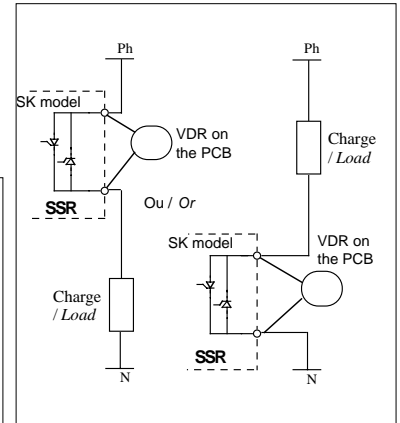 Ph
SK model
VDR on
the PCB
SSR
Ou / Or
Charge
/ Load
N
Ph
Charge
/ Load
SK model
VDR on
the PCB
SSR
N